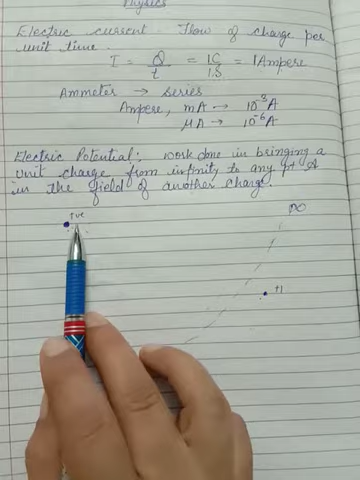 Physics
Electric current - Flow of charge per
unit time.
I = Q/t = 1C/1S = 1Ampere
Ammeter → series
Ampere, mA → 10⁻³A
μA → 10⁻⁶A
Electric Potential: Work done in bringing a
unit charge from infinity to any pt A
in the field of another charge.
+ve
∞
+1